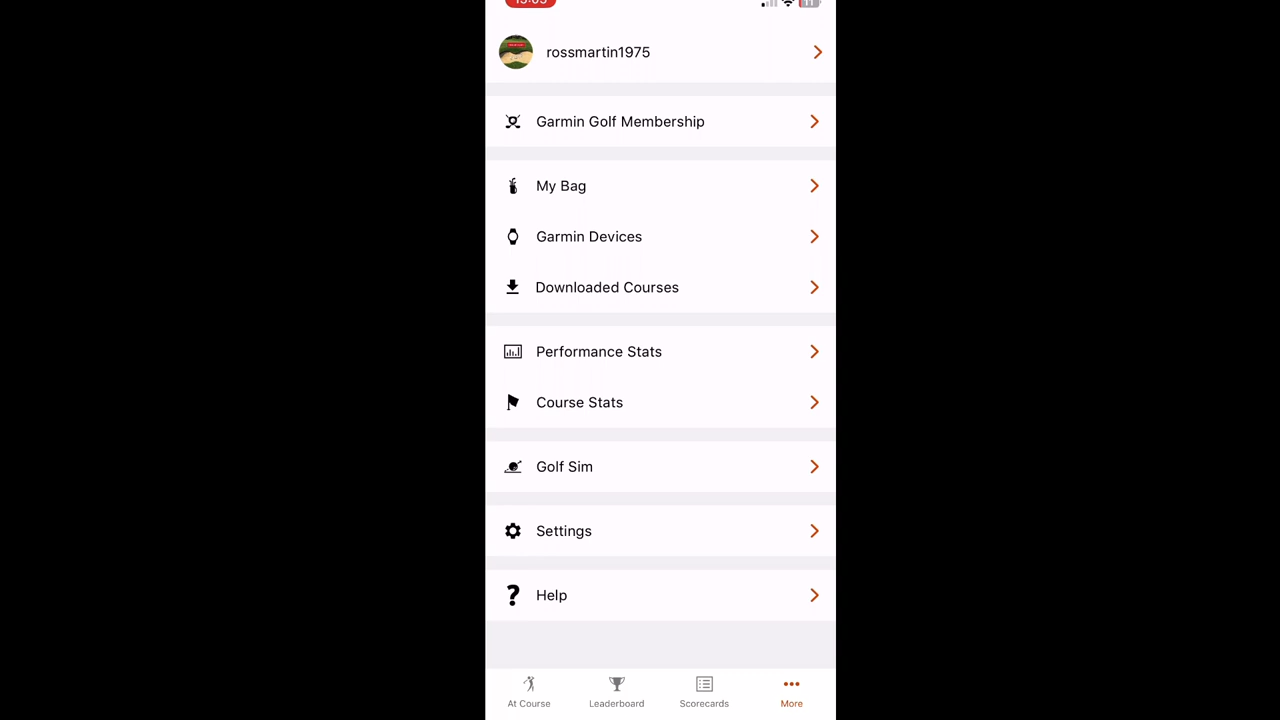 rossmartin1975
Garmin Golf Membership
My Bag
Garmin Devices
Downloaded Courses
Performance Stats
Course Stats
Golf Sim
Settings
Help
At Course Leaderboard Scorecards More